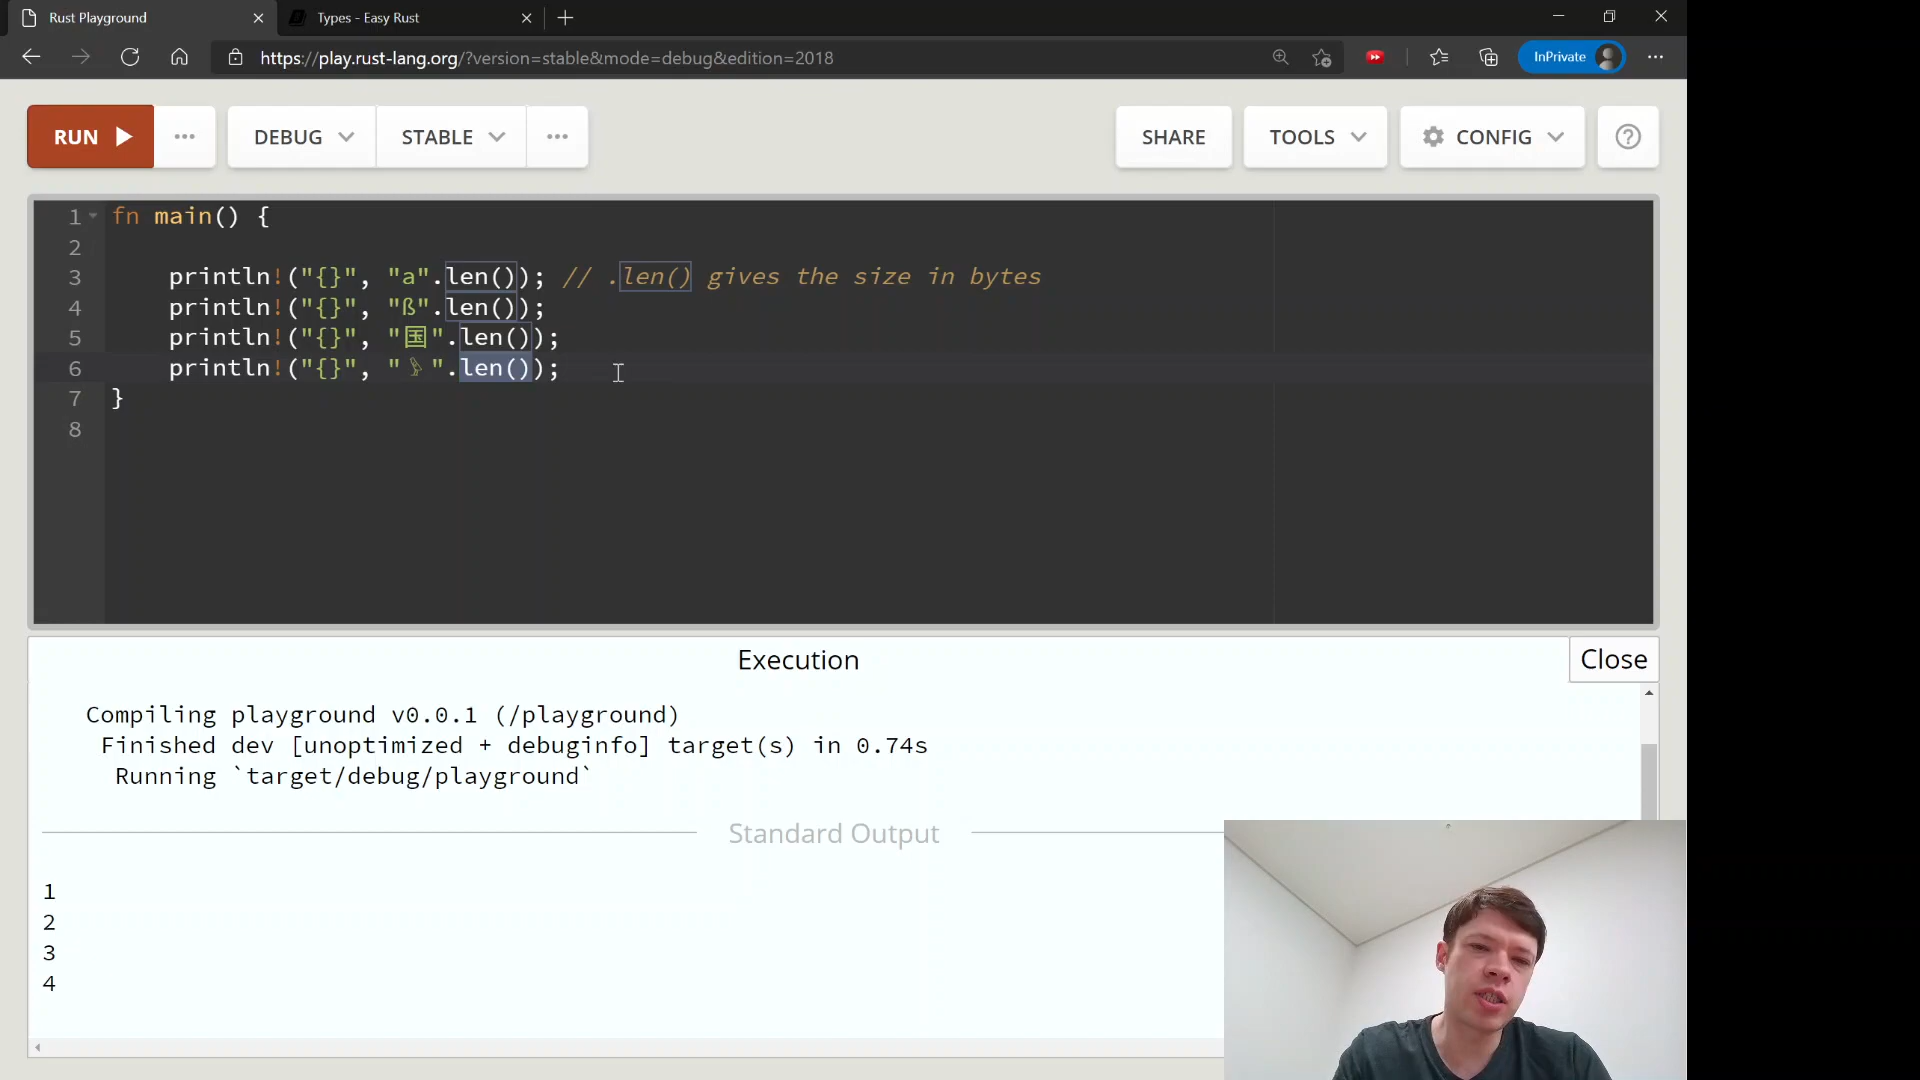 Rust Playground
Types - Easy Rust
https://play.rust-lang.org/?version=stable&mode=debug&edition=2018
InPrivate
RUN
DEBUG
STABLE
SHARE
TOOLS
CONFIG
1 fn main() {
2
3 println!("{}", "a".len()); // .len() gives the size in bytes
4 println!("{}", "ß".len());
5 println!("{}", "国".len());
6 println!("{}", "𓅱".len());
7 }
8
Execution
Close
Compiling playground v0.0.1 (/playground)
Finished dev [unoptimized + debuginfo] target(s) in 0.74s
Running `target/debug/playground`
Standard Output
1
2
3
4